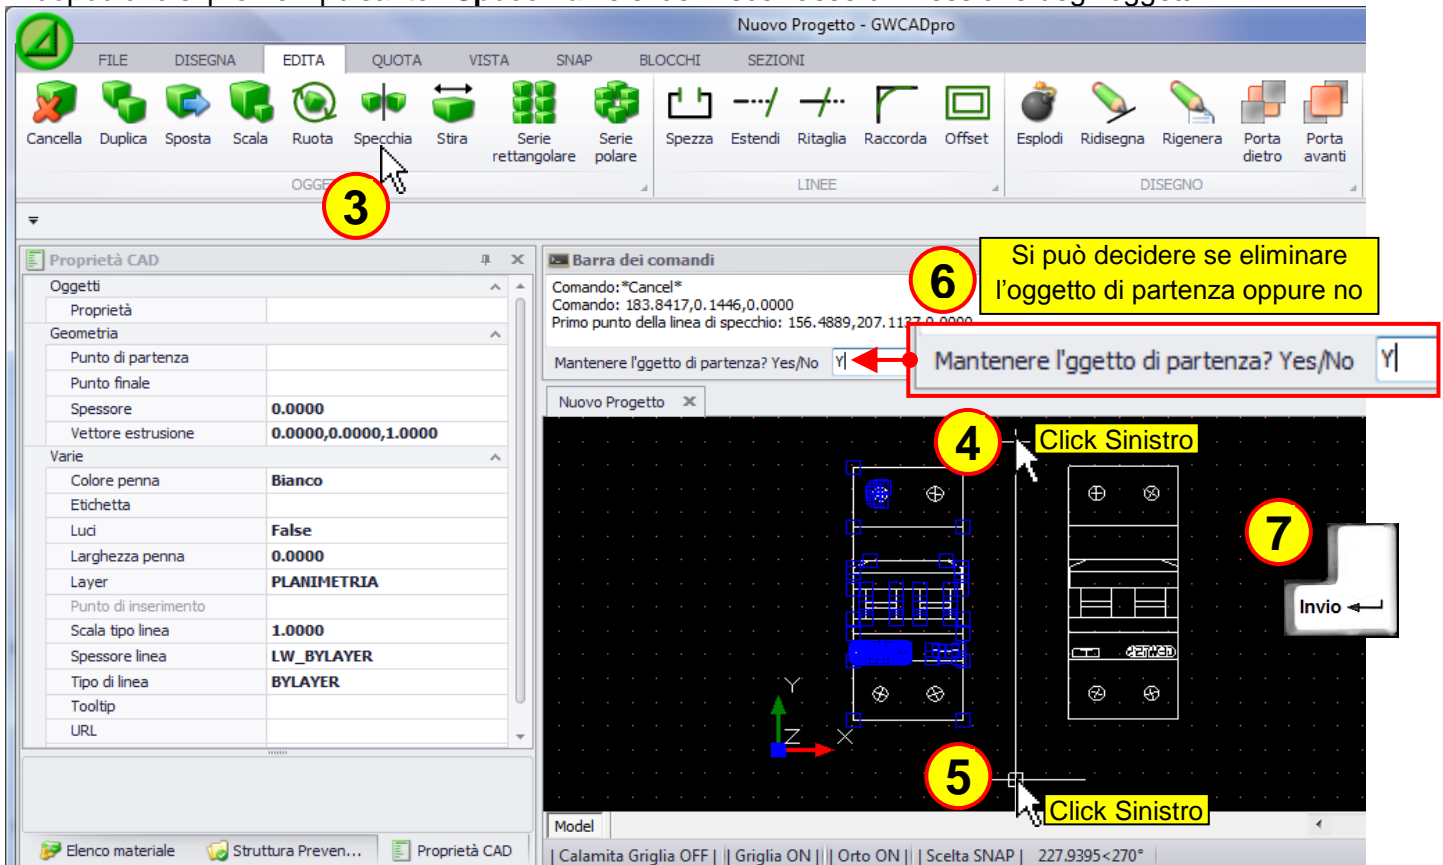 Nuovo Progetto - GWCADpro
FILE DISEGNA EDITA QUOTA VISTA SNAP BLOCCHI SEZIONI
Cancella Duplica Sposta Scala Ruota Specchia Stira Serie rettangolare Serie polare Spezza Estendi Ritaglia Raccorda Offset Esplodi Ridisegna Rigenera Porta dietro Porta avanti
LINEE DISEGNO
3
Proprietà CAD
Oggetti
Proprietà
Geometria
Punto di partenza
Punto finale
Spessore 0.0000
Vettore estrusione 0.0000,0.0000,1.0000
Varie
Colore penna Bianco
Etichetta
Luci False
Larghezza penna 0.0000
Layer PLANIMETRIA
Punto di inserimento
Scala tipo linea 1.0000
Spessore linea LW_BYLAYER
Tipo di linea BYLAYER
Tooltip
URL
Elenco materiale Struttura Preven... Proprietà CAD
Barra dei comandi
Comando:*Cancel*
Comando: 183.8417,0.1446,0.0000
Primo punto della linea di specchio: 156.4889,207.1137,0.0000
Mantenere l'ggetto di partenza? Yes/No Y
6
Si può decidere se eliminare
l'oggetto di partenza oppure no
Mantenere l'ggetto di partenza? Yes/No Y
Nuovo Progetto
4 Click Sinistro
7
Invio
Y
Z X
5
Click Sinistro
Model
| Calamita Griglia OFF | | Griglia ON | | Orto ON | | Scelta SNAP | 227.9395<270°